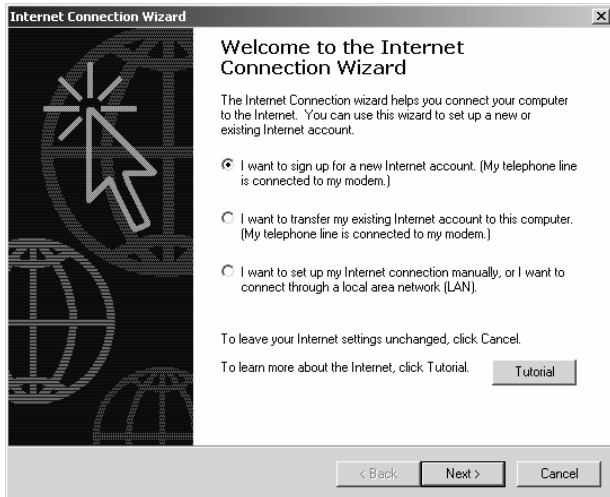 Internet Connection Wizard
Welcome to the Internet
Connection Wizard
The Internet Connection wizard helps you connect your computer
to the Internet. You can use this wizard to set up a new or
existing Internet account.
I want to sign up for a new Internet account. (My telephone line
is connected to my modem.)
I want to transfer my existing Internet account to this computer.
(My telephone line is connected to my modem.)
I want to set up my Internet connection manually, or I want to
connect through a local area network (LAN).
To leave your Internet settings unchanged, click Cancel.
To learn more about the Internet, click Tutorial.
Tutorial
< Back
Next >
Cancel